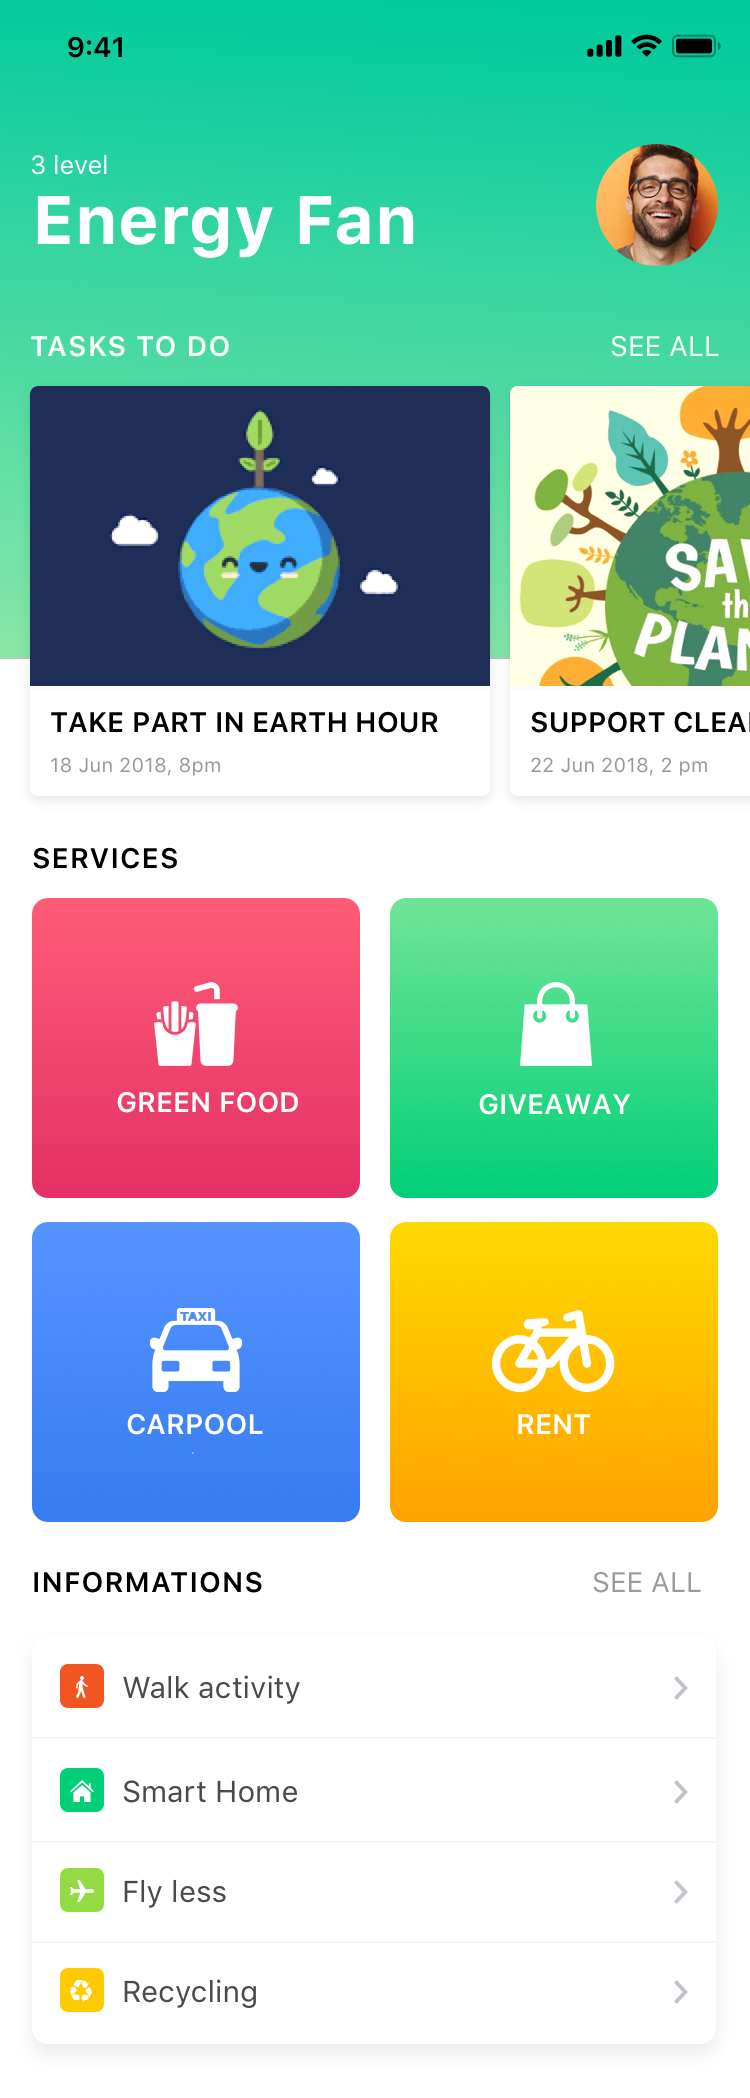 9:41
3 level
Energy Fan
TASKS TO DO
SEE ALL
SAV
th
PLAN
TAKE PART IN EARTH HOUR
18 Jun 2018, 8pm
SUPPORT CLEA
22 Jun 2018, 2 pm
SERVICES
GREEN FOOD
GIVEAWAY
TAXI
CARPOOL
RENT
INFORMATIONS
SEE ALL
Walk activity
Smart Home
Fly less
Recycling